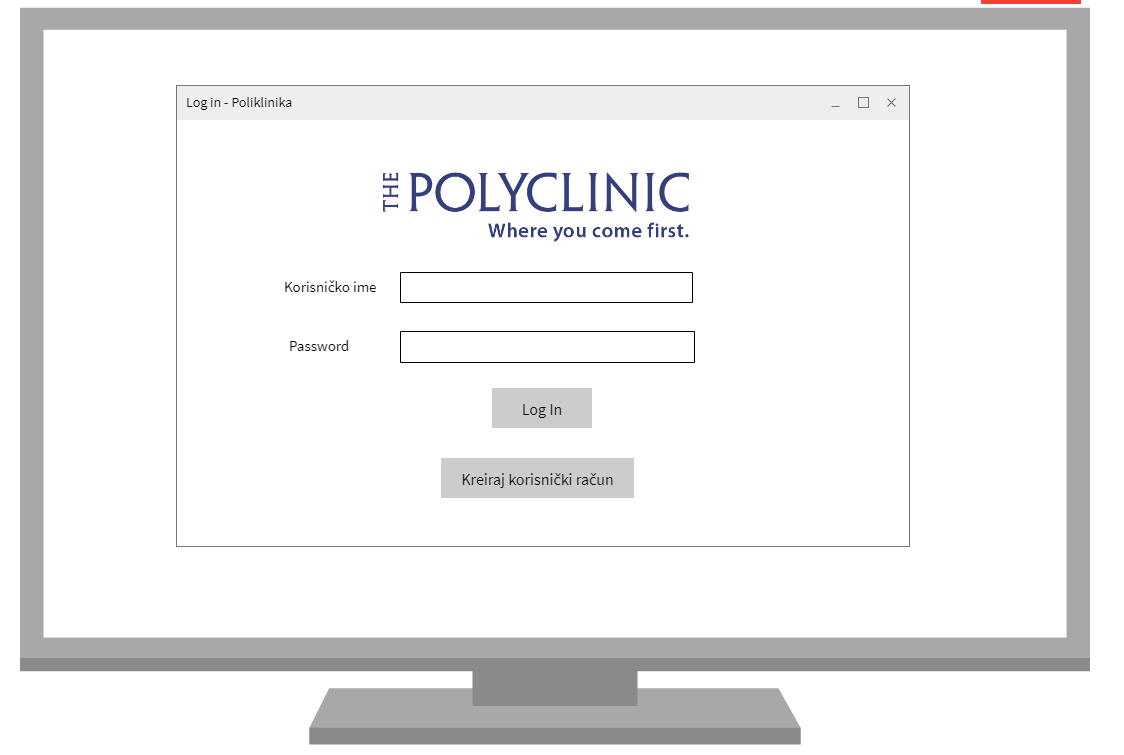 Log in - Poliklinika
THE POLYCLINIC
Where you come first.
Korisničko ime
Password
Log In
Kreiraj korisnički račun